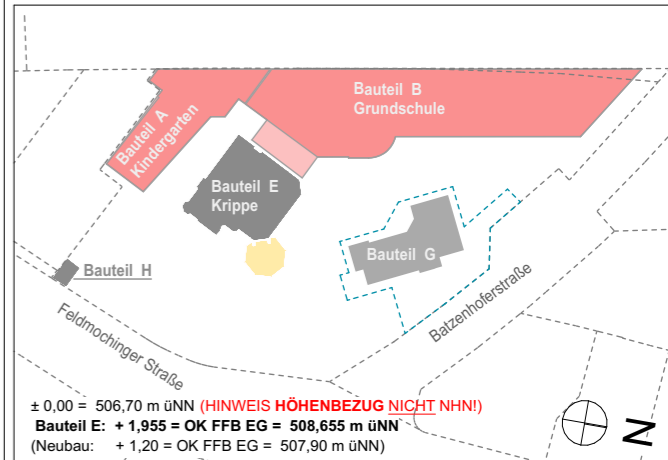 Bauteil A
Kindergarten
Bauteil B
Grundschule
Bauteil E
Krippe
Bauteil G
Bauteil H
Feldmochinger Straße
Batzenhoferstraße
± 0,00 = 506,70 m üNN (HINWEIS HÖHENBEZUG NICHT NHN!)
Bauteil E: + 1,955 = OK FFB EG = 508,655 m üNN
(Neubau: + 1,20 = OK FFB EG = 507,90 m üNN)
N